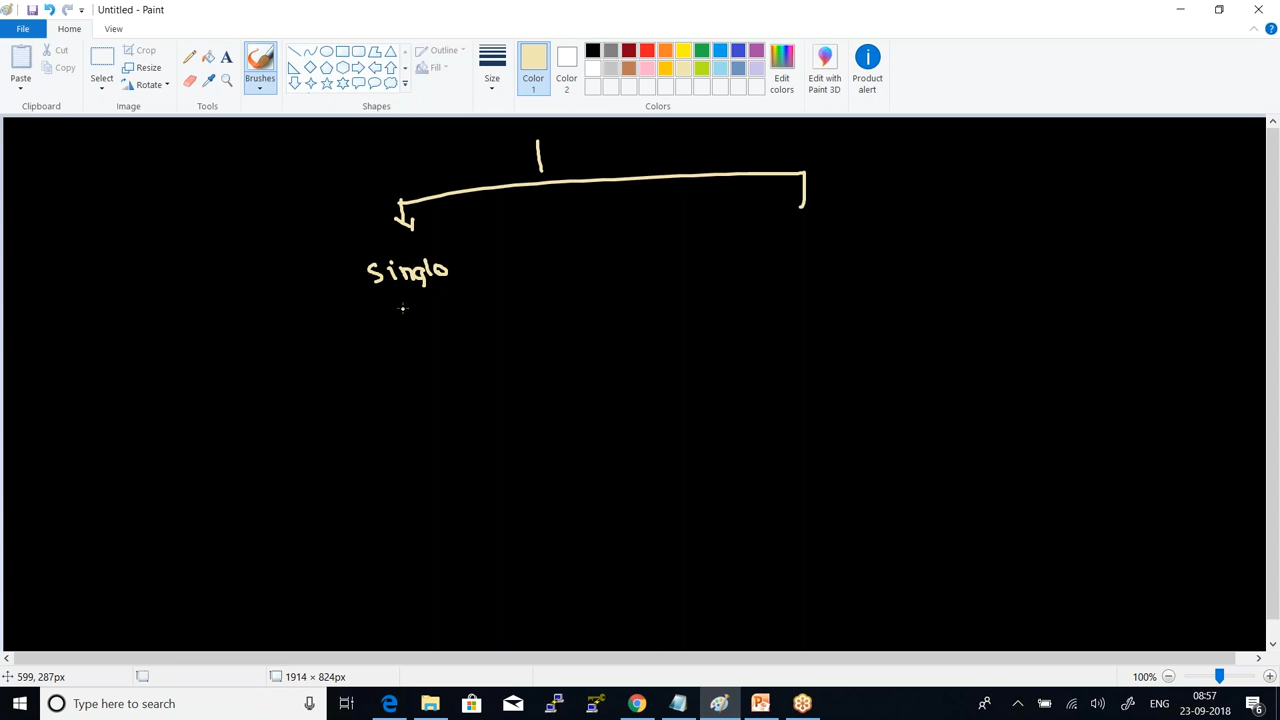 Untitled - Paint
File Home View
Paste
Cut
Copy
Clipboard
Select
Crop
Resize
Rotate
Image
Tools
Brushes
Shapes
Outline
Fill
Size
Color 1
Color 2
Colors
Edit colors
Edit with Paint 3D
Product alert
Singlo
599, 287px
1914 × 824px
100%
Type here to search
ENG
08:57
23-09-2018
6